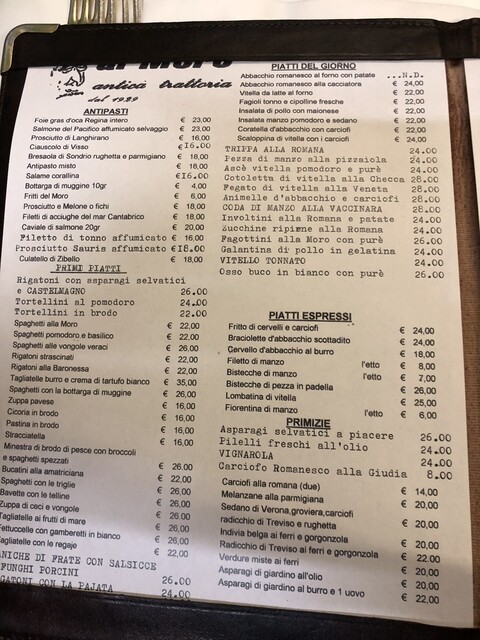 al Moro
antica trattoria
dal 1929
ANTIPASTI
Foie gras d'oca Regina intero € 23,00
Salmone del Pacifico affumicato selvaggio € 23,00
Prosciutto di Langhirano € 16,00
Ciauscolo di Visso €16.00
Bresaola di Sondrio rughetta e parmigiano € 18,00
Antipasto misto € 18,00
Salame corallina €16.00
Bottarga di muggine 10gr € 4,00
Fritti del Moro € 6,00
Prosciutto e Melone o fichi € 18,00
Filetti di acciughe del mar Cantabrico € 18,00
Caviale di salmone 20gr € 20,00
Filetto di tonno affumicato € 16,00
Prosciutto Sauris affumicato €18.00
Culatello di Zibello € 18,00
PRIMI PIATTI
Rigatoni con asparagi selvatici
e CASTELMAGNO 26.00
Tortellini al pomodoro 24.00
Tortellini in brodo 22.00
Spaghetti alla Moro € 22,00
Spaghetti pomodoro e basilico € 22,00
Spaghetti alle vongole veraci € 26,00
Rigatoni strascinati € 22,00
Rigatoni alla Baronessa € 22,00
Tagliatelle burro e crema di tartufo bianco € 35,00
Spaghetti con la bottarga di muggine € 26,00
Zuppa pavese € 16,00
Cicoria in brodo € 16,00
Pastina in brodo € 16,00
Stracciatella € 16,00
Minestra di brodo di pesce con broccoli
e spaghetti spezzati € 26,00
Bucatini alla amatriciana € 22,00
Spaghetti con le triglie € 26,00
Bavette con le telline € 26,00
Zuppa di ceci e vongole € 26,00
Tagliatelle ai frutti di mare € 26,00
Fettuccelle con gamberetti in bianco € 26,00
Tagliatelle con le regaje € 22,00
MANICHE DI FRATE CON SALSICCE
FUNGHI PORCINI 26.00
RIGATONI CON LA PAJATA 24.00
PIATTI DEL GIORNO
Abbacchio romanesco al forno con patate ...N.D.
Abbacchio romanesco alla cacciatora € 24,00
Vitella da latte al forno € 22,00
Fagioli tonno e cipolline fresche € 22,00
Insalata di pollo con maionese € 22,00
Insalata manzo pomodoro e sedano € 22,00
Coratella d'abbacchio con carciofi € 22,00
Scaloppina di vitella con i carciofi € 24,00
TRIPPA ALLA ROMANA 24.00
Pezza di manzo alla pizzaiola 24.00
Ascè vitella pomodoro e purè 24.00
Cotoletta di vitella alla Checca 28.00
Fegato di vitella alla Veneta 28.00
Animelle d'abbacchio e carciofi 28.00
CODA DI MANZO ALLA VACCINARA 28.00
Involtini alla Romana e patate 24.00
Zucchine ripiene alla Romana 24.00
Fagottini alla Moro con purè 26.00
Galantina di pollo in gelatina 24.00
VITELLO TONNATO 24.00
Osso buco in bianco con purè 26.00
PIATTI ESPRESSI
Fritto di cervelli e carciofi € 24,00
Braciolette d'abbacchio scottadito € 24,00
Cervello d'abbacchio al burro € 18,00
Filetto di manzo l'etto € 8,00
Bistecche di manzo l'etto € 7,00
Bistecche di pezza in padella € 26,00
Lombatina di vitella € 25,00
Fiorentina di manzo l'etto € 6,00
PRIMIZIE
Asparagi selvatici a piacere 26.00
Pilelli freschi all'olio 24.00
VIGNAROLA 24.00
Carciofo Romanesco alla Giudia 8.00
Carciofi alla romana (due) € 14,00
Melanzane alla parmigiana € 20,00
Sedano di Verona,groviera,carciofi
radicchio di Treviso e rughetta € 20,00
Indivia belga ai ferri e gorgonzola € 20,00
Radicchio di Treviso ai ferri e gorgonzola € 20,00
Verdure miste ai ferri € 22.00
Asparagi di giardino all'olio € 20,00
Asparagi di giardino al burro e 1 uovo € 22,00